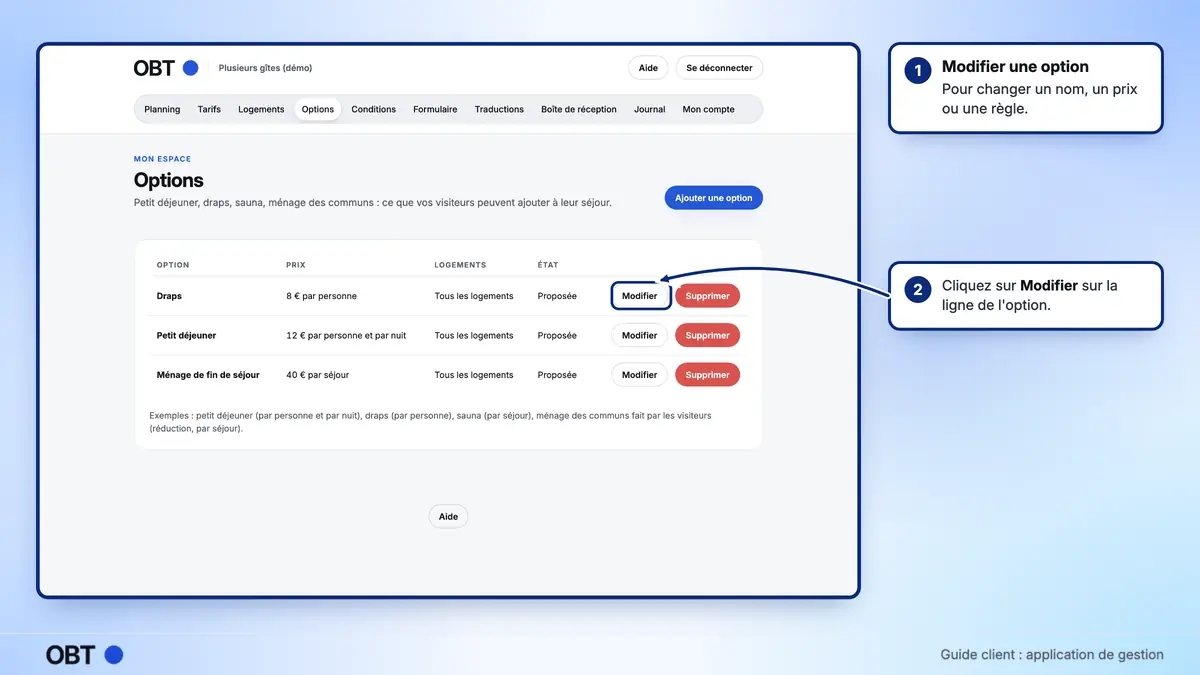 OBT
Plusieurs gîtes (démo)
Aide
Se déconnecter
Planning
Tarifs
Logements
Options
Conditions
Formulaire
Traductions
Boîte de réception
Journal
Mon compte
MON ESPACE
Options
Petit déjeuner, draps, sauna, ménage des communs : ce que vos visiteurs peuvent ajouter à leur séjour.
Ajouter une option
OPTION PRIX LOGEMENTS ÉTAT
Draps 8 € par personne Tous les logements Proposée Modifier Supprimer
Petit déjeuner 12 € par personne et par nuit Tous les logements Proposée Modifier Supprimer
Ménage de fin de séjour 40 € par séjour Tous les logements Proposée Modifier Supprimer
Exemples : petit déjeuner (par personne et par nuit), draps (par personne), sauna (par séjour), ménage des communs fait par les visiteurs
(réduction, par séjour).
Aide
1 Modifier une option
Pour changer un nom, un prix
ou une règle.
2 Cliquez sur Modifier sur la
ligne de l'option.
OBT
Guide client : application de gestion